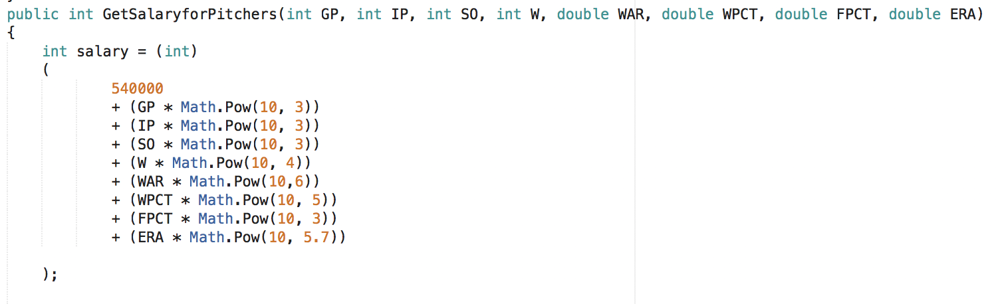 public int GetSalaryforPitchers(int GP, int IP, int SO, int W, double WAR, double WPCT, double FPCT, double ERA)
{
int salary = (int)
(
540000
+ (GP * Math.Pow(10, 3))
+ (IP * Math.Pow(10, 3))
+ (SO * Math.Pow(10, 3))
+ (W * Math.Pow(10, 4))
+ (WAR * Math.Pow(10,6))
+ (WPCT * Math.Pow(10, 5))
+ (FPCT * Math.Pow(10, 3))
+ (ERA * Math.Pow(10, 5.7))
);